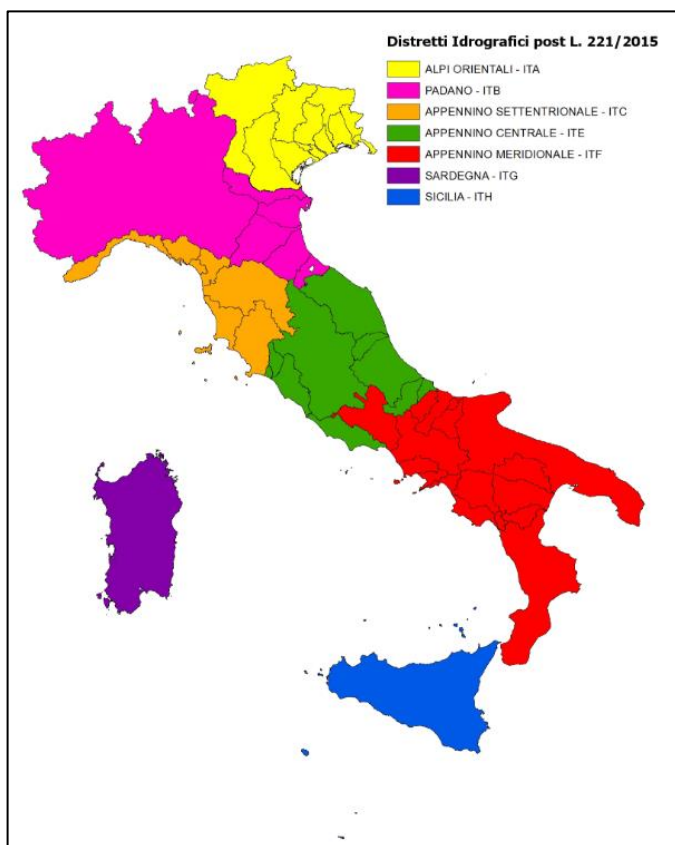 Distretti Idrografici post L. 221/2015
ALPI ORIENTALI - ITA
PADANO - ITB
APPENNINO SETTENTRIONALE - ITC
APPENNINO CENTRALE - ITE
APPENNINO MERIDIONALE - ITF
SARDEGNA - ITG
SICILIA - ITH